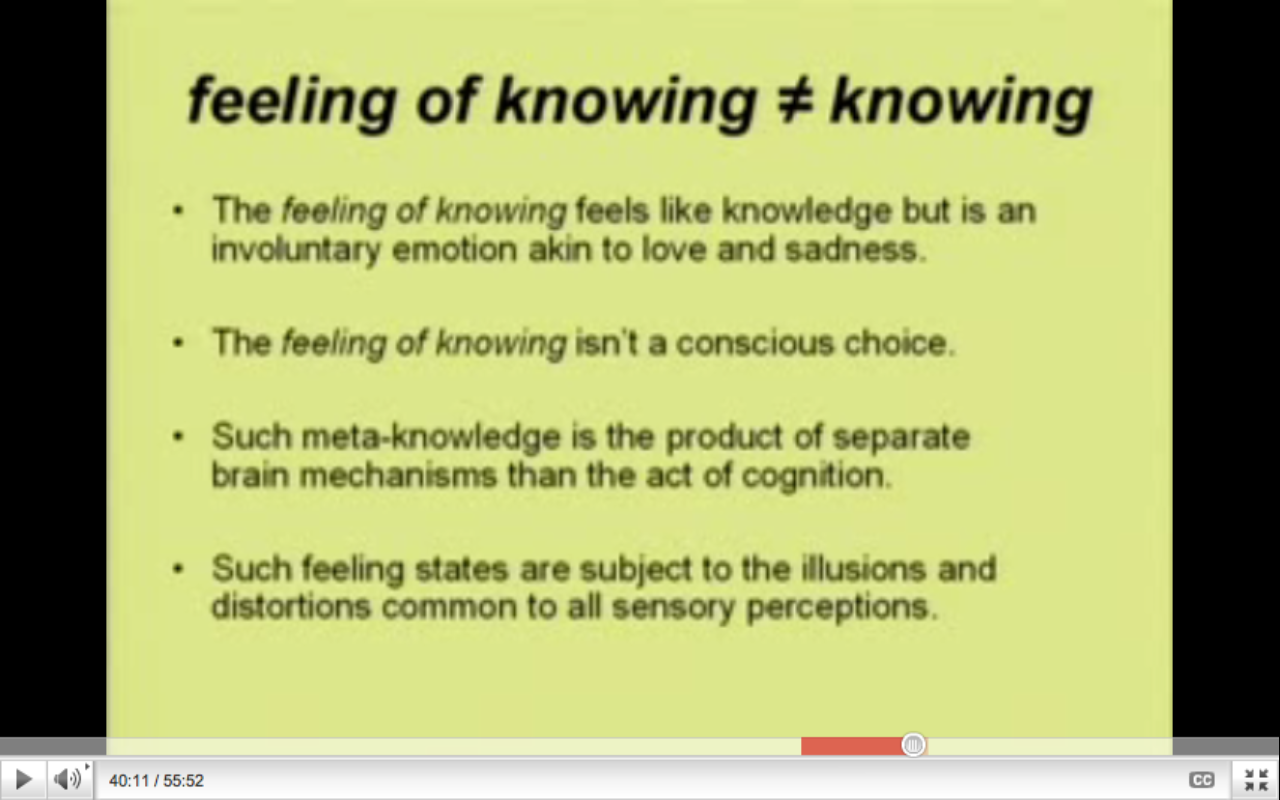 feeling of knowing ≠ knowing
• The feeling of knowing feels like knowledge but is an
involuntary emotion akin to love and sadness.
• The feeling of knowing isn't a conscious choice.
• Such meta-knowledge is the product of separate
brain mechanisms than the act of cognition.
• Such feeling states are subject to the illusions and
distortions common to all sensory perceptions.
40:11 / 55:52
CC